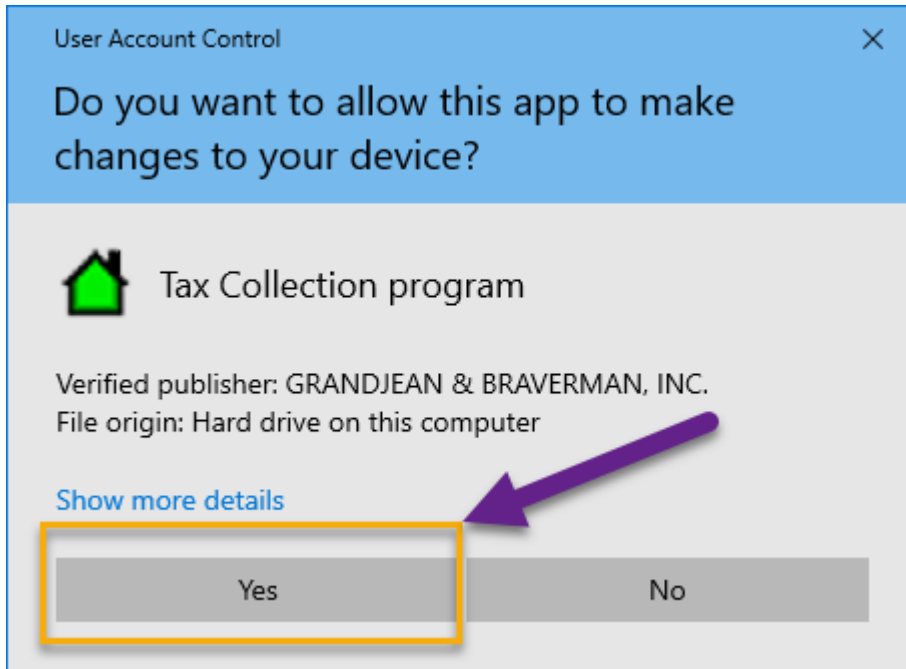 User Account Control
Do you want to allow this app to make
changes to your device?
Tax Collection program
Verified publisher: GRANDJEAN & BRAVERMAN, INC.
File origin: Hard drive on this computer
Show more details
Yes
No